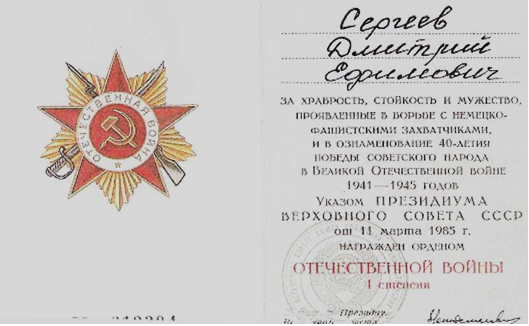 ОТЕЧЕСТВЕННАЯ ВОЙНА
Сергеев
Дмитрий
Ефимович
ЗА ХРАБРОСТЬ, СТОЙКОСТЬ И МУЖЕСТВО,
ПРОЯВЛЕННЫЕ В БОРЬБЕ С НЕМЕЦКО-
ФАШИСТСКИМИ ЗАХВАТЧИКАМИ,
И В ОЗНАМЕНОВАНИЕ 40-ЛЕТИЯ
ПОБЕДЫ СОВЕТСКОГО НАРОДА
В ВЕЛИКОЙ ОТЕЧЕСТВЕННОЙ ВОЙНЕ
1941—1945 ГОДОВ
УКАЗОМ ПРЕЗИДИУМА
ВЕРХОВНОГО СОВЕТА СССР
от 11 марта 1985 г.
НАГРАЖДЕН ОРДЕНОМ
ОТЕЧЕСТВЕННОЙ ВОЙНЫ
I степени